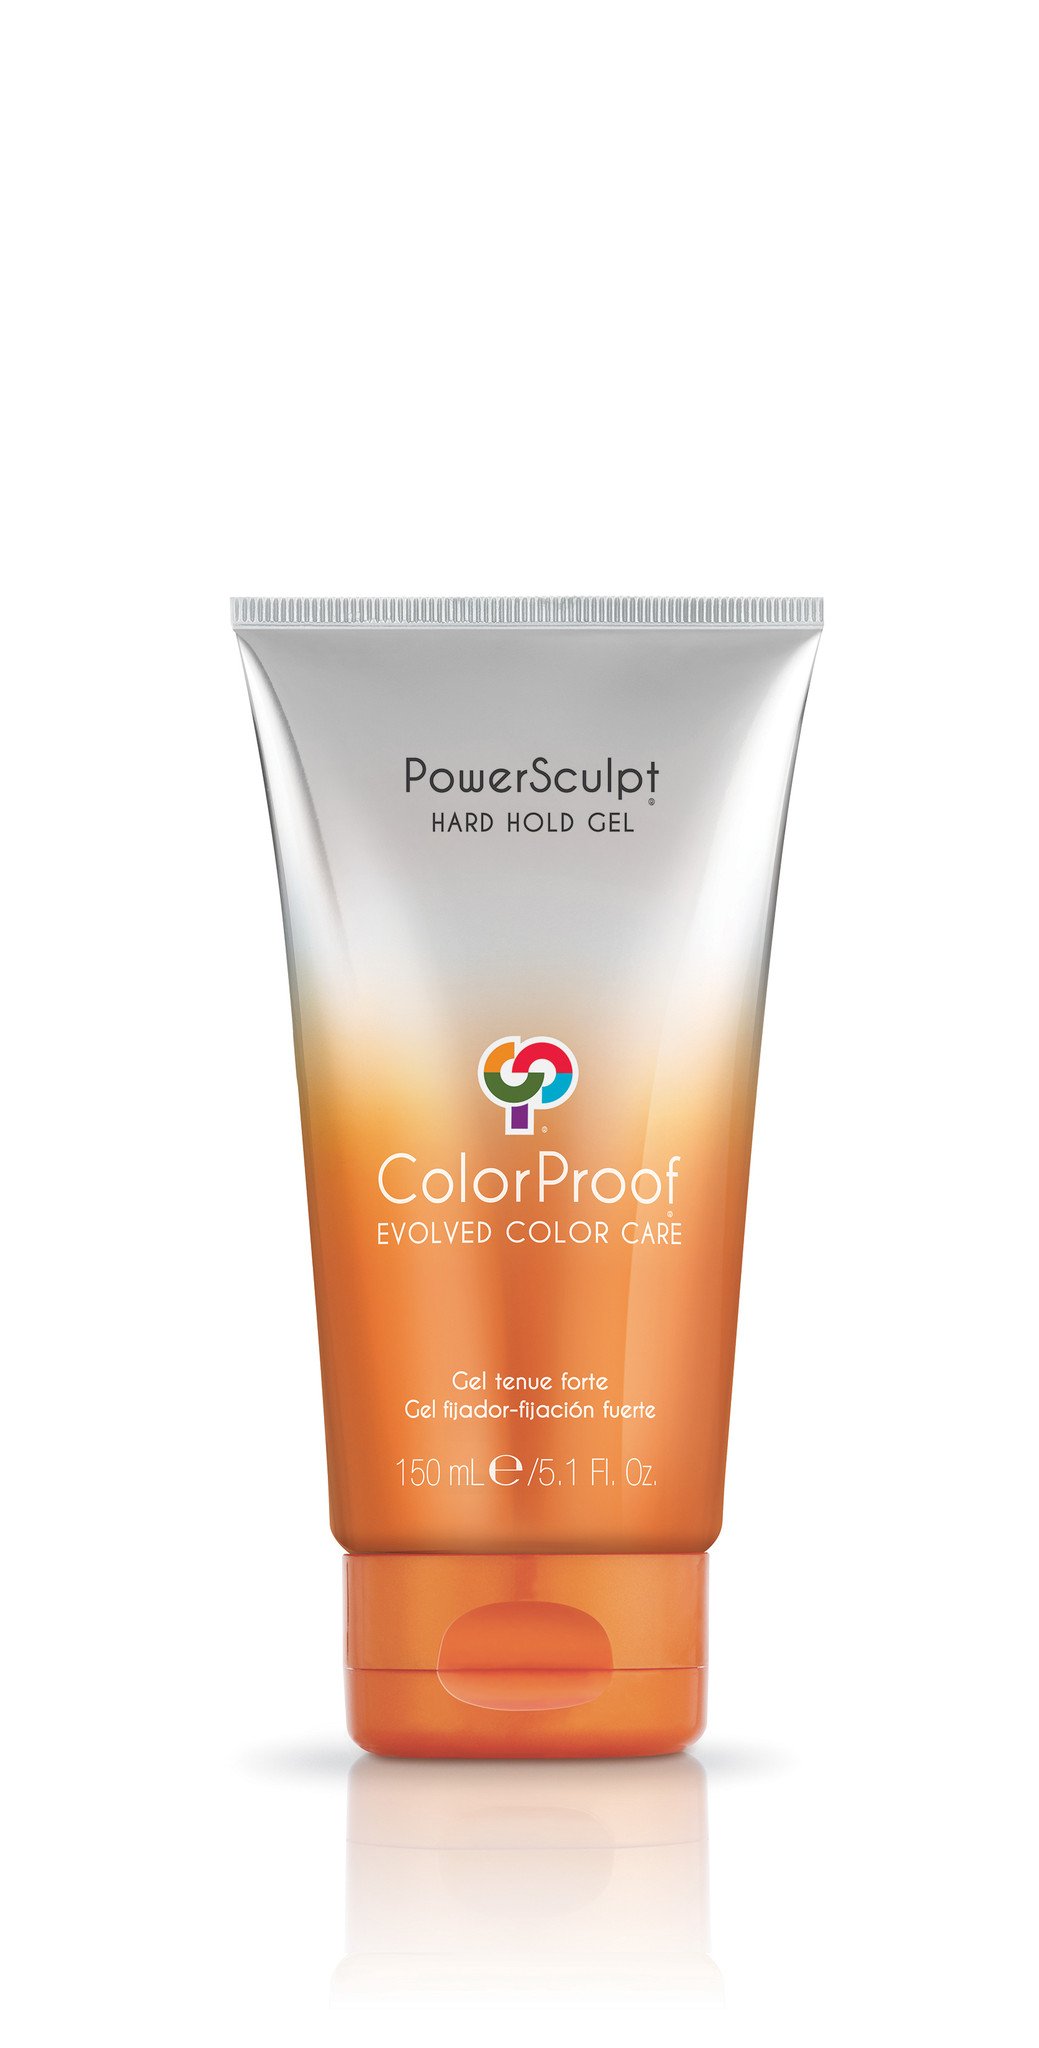 PowerSculpt®
HARD HOLD GEL
cp®
ColorProof®
EVOLVED COLOR CARE
Gel tenue forte
Gel fijador-fijación fuerte
150 mL℮/5.1 Fl. Oz.